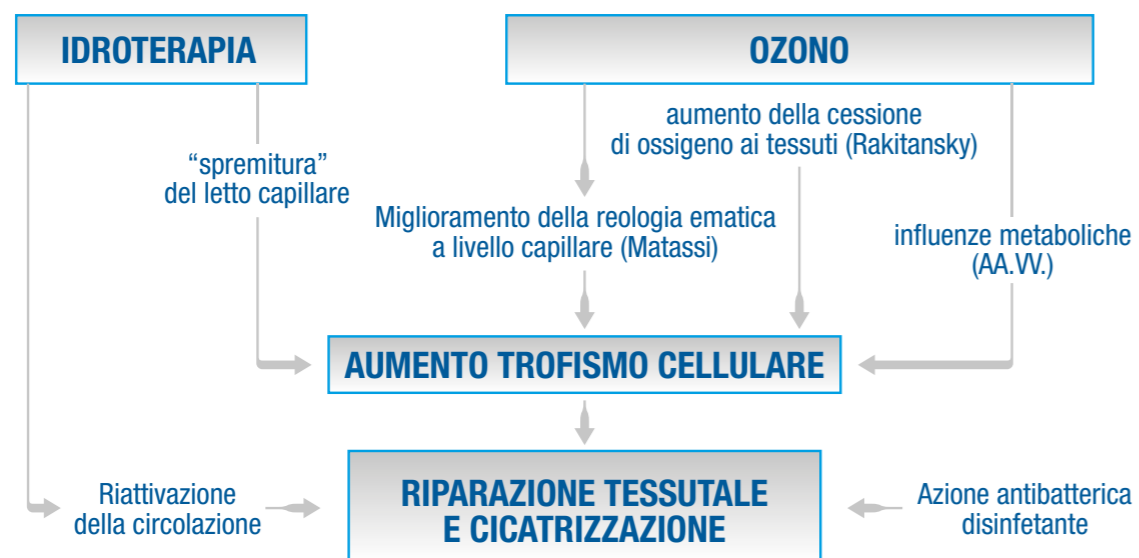 IDROTERAPIA
OZONO
aumento della cessione
di ossigeno ai tessuti (Rakitansky)
“spremitura”
del letto capillare
Miglioramento della reologia ematica
a livello capillare (Matassi)
influenze metaboliche
(AA.VV.)
AUMENTO TROFISMO CELLULARE
Riattivazione
della circolazione
RIPARAZIONE TESSUTALE
E CICATRIZZAZIONE
Azione antibatterica
disinfetante